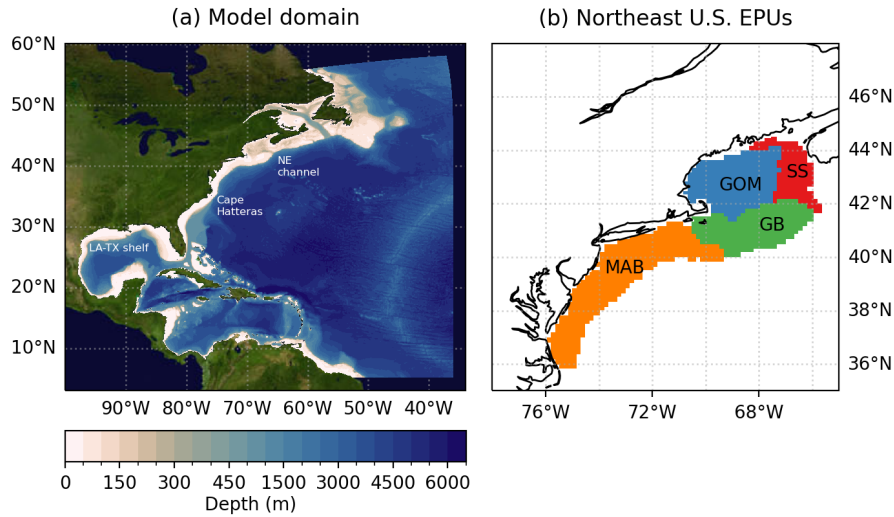 (a) Model domain
60°N
50°N
40°N
30°N
20°N
10°N
NE
channel
Cape
Hatteras
LA-TX shelf
90°W 80°W 70°W 60°W 50°W 40°W
0 150 300 450 1500 3000 4500 6000
Depth (m)
(b) Northeast U.S. EPUs
46°N
44°N
42°N
40°N
38°N
36°N
SS
GOM
GB
MAB
76°W 72°W 68°W